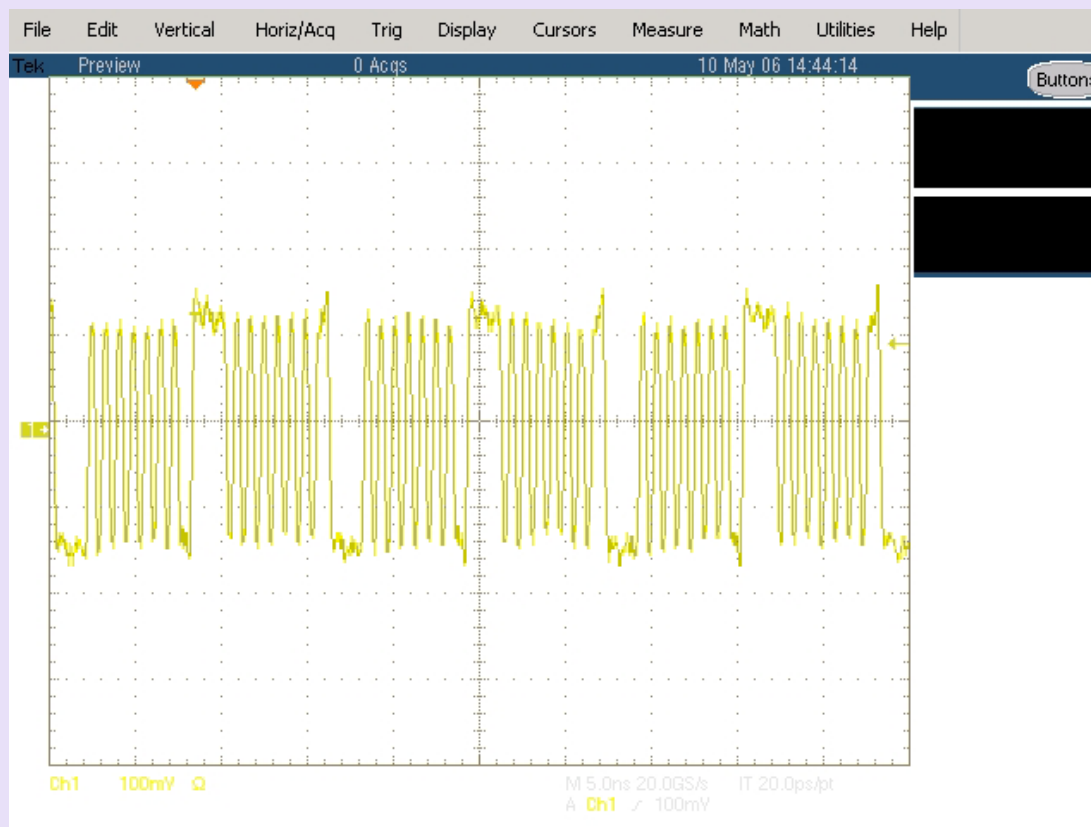 File Edit Vertical Horiz/Acq Trig Display Cursors Measure Math Utilities Help
Tek Preview 0 Acqs 10 May 06 14:44:14
Button
1
Ch1 100mV Ω M 5.0ns 20.0GS/s IT 20.0ps/pt
A Ch1 / 100mV